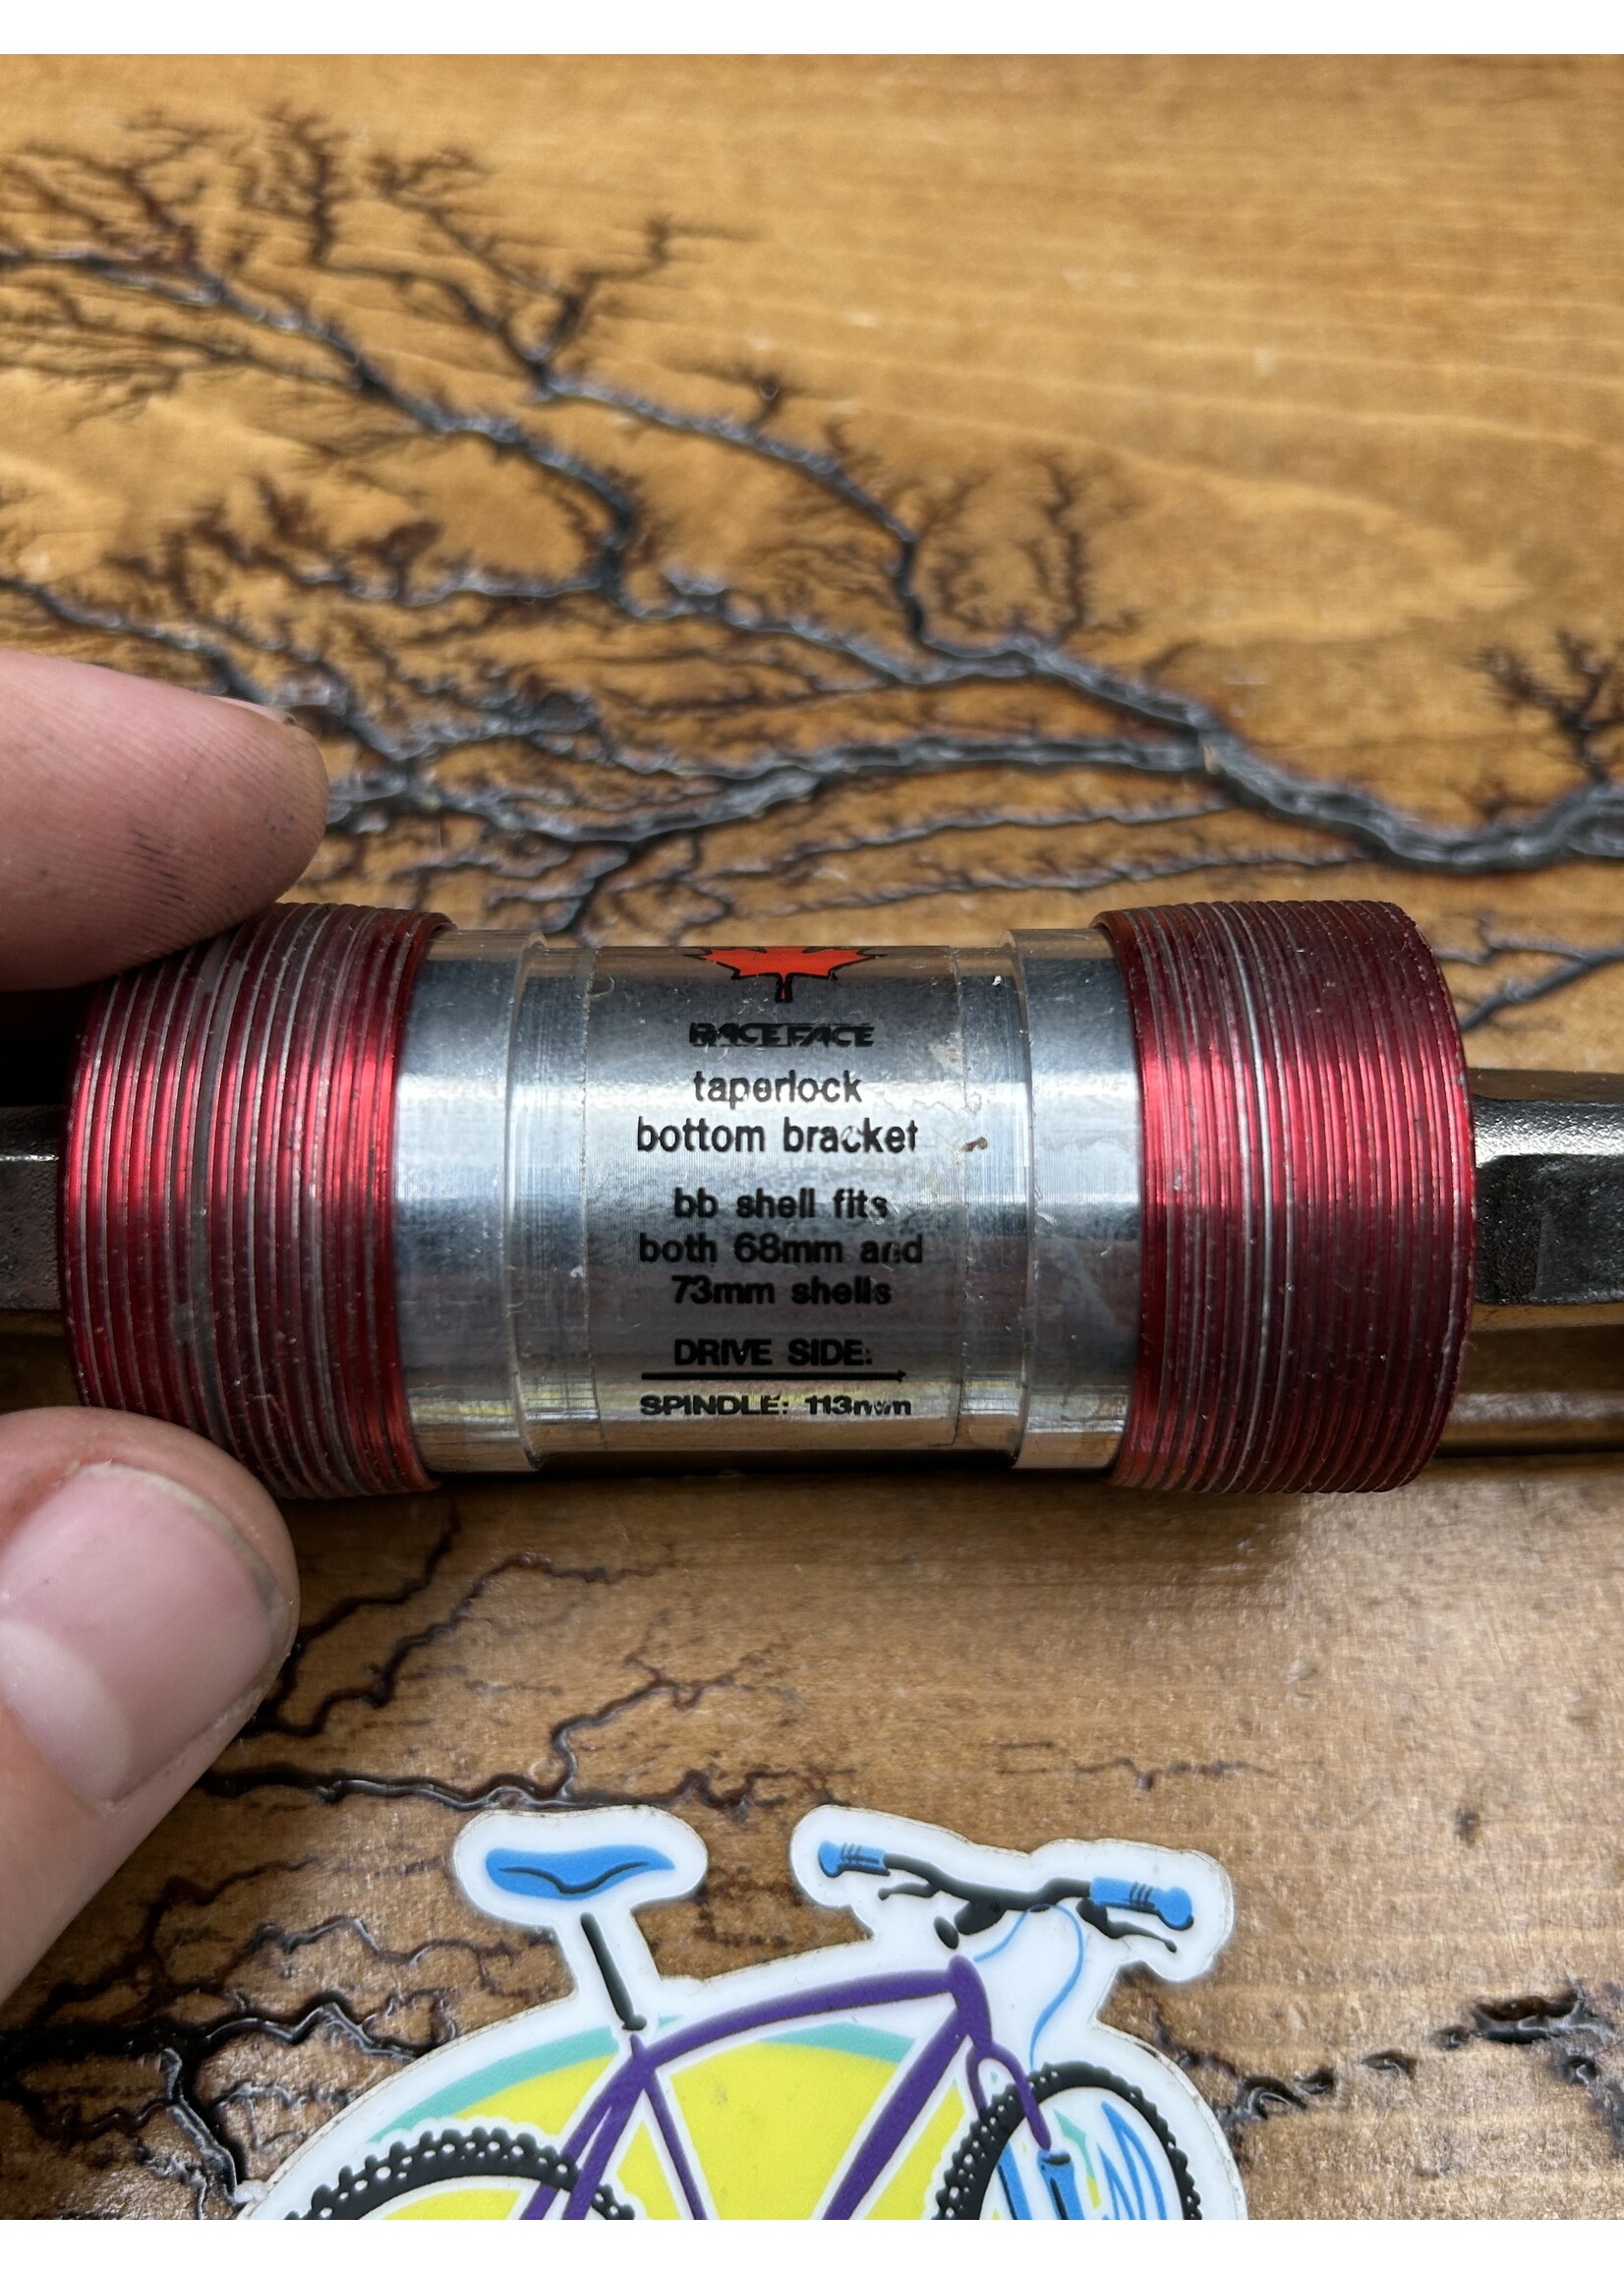 RACEFACE
taperlock
bottom bracket
bb shell fits
both 68mm and
73mm shells
DRIVE SIDE:
SPINDLE: 113mm